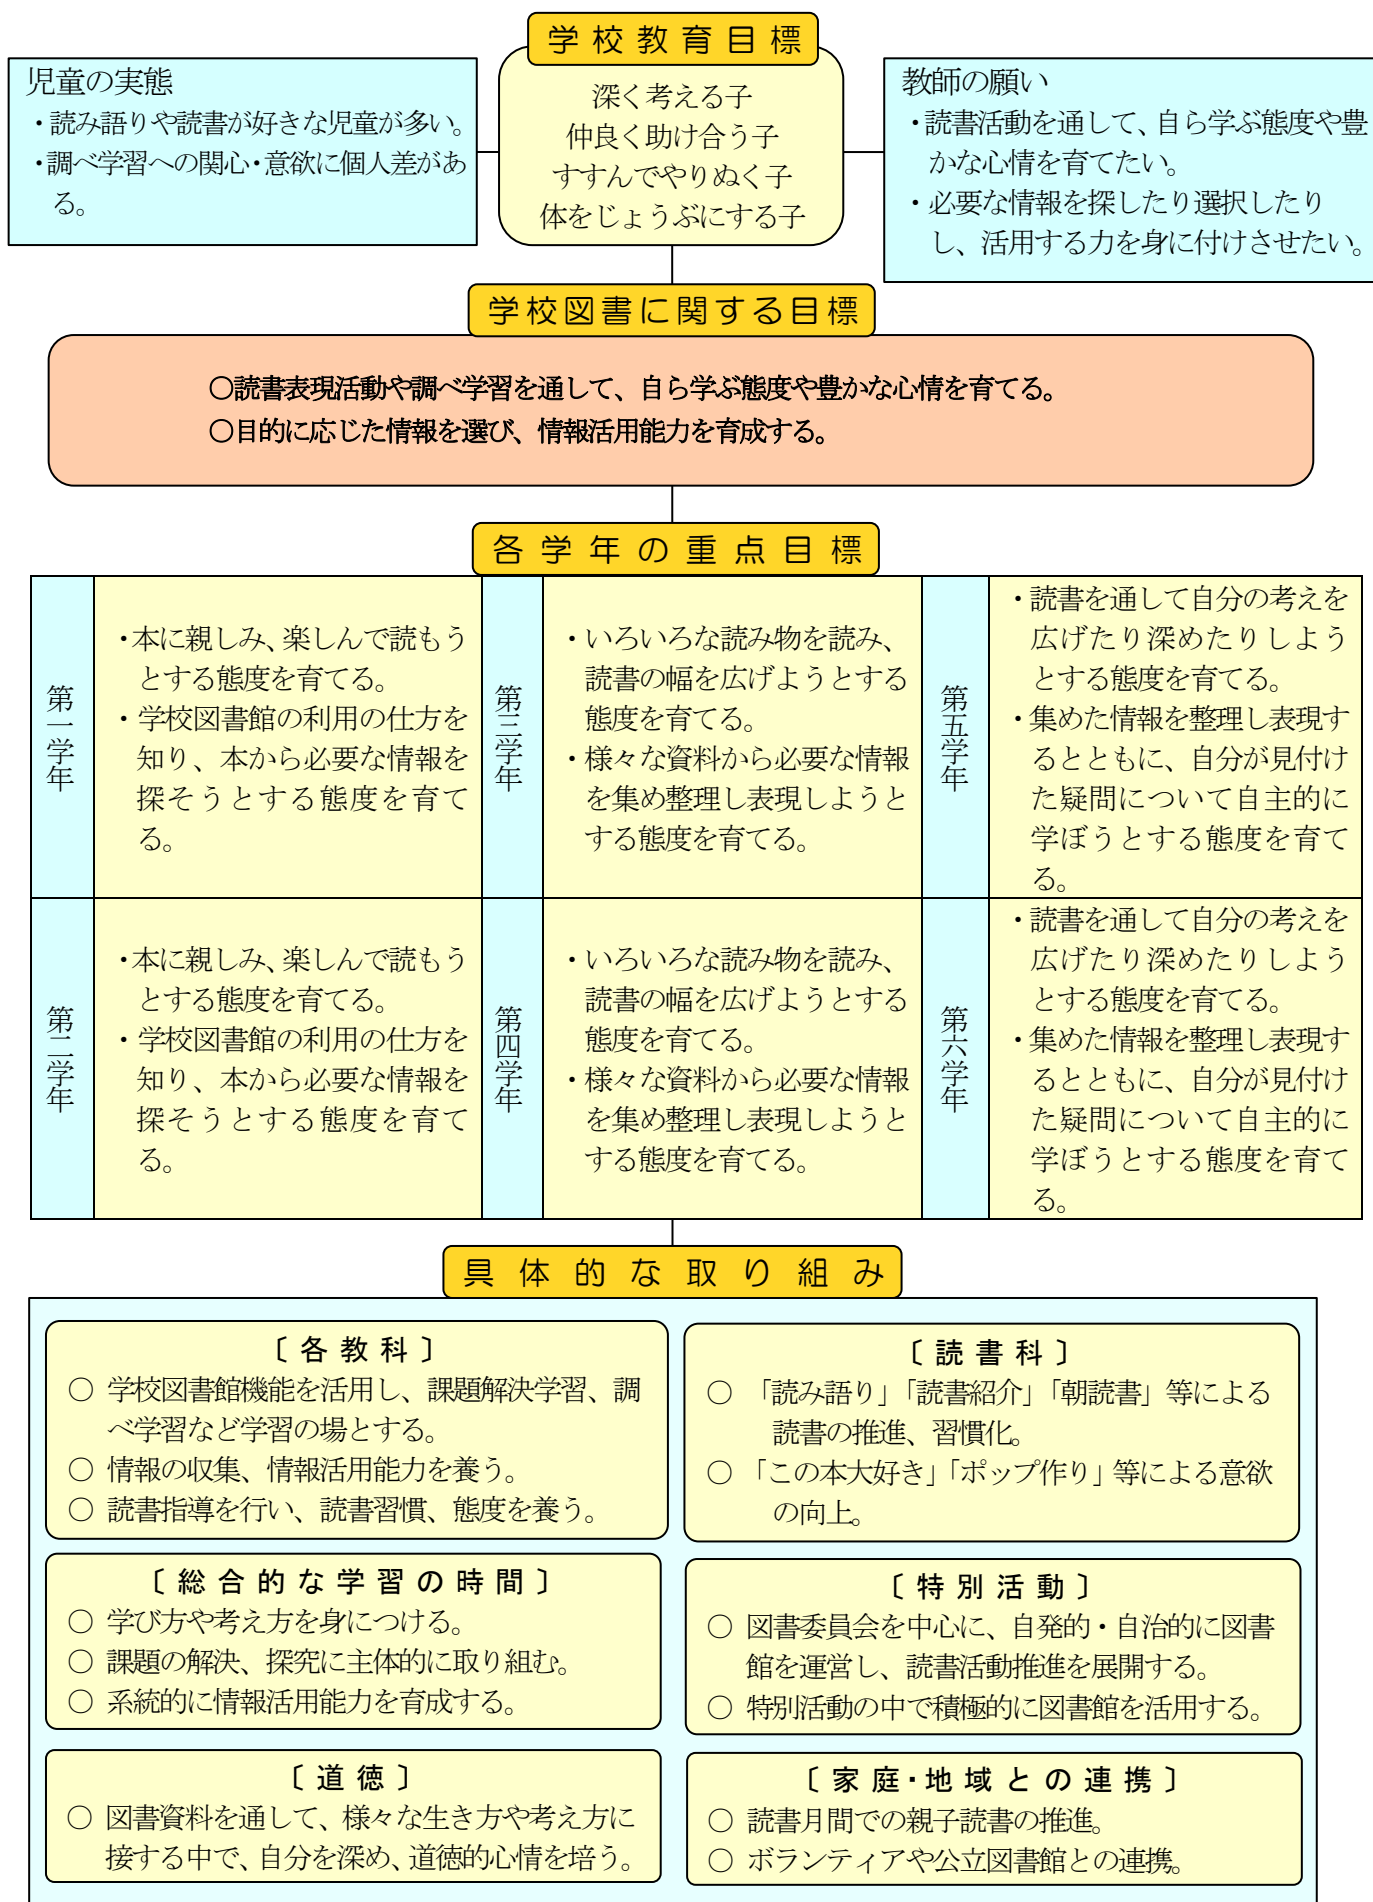 学校教育目標
深く考える子
仲良く助け合う子
すすんでやりぬく子
体をじょうぶにする子
児童の実態
・読み語りや読書が好きな児童が多い。
・調べ学習への関心・意欲に個人差があ
る。
教師の願い
・読書活動を通して、自ら学ぶ態度や豊
かな心情を育てたい。
・必要な情報を探したり選択したり
し、活用する力を身に付けさせたい。
学校図書に関する目標
○読書表現活動や調べ学習を通して、自ら学ぶ態度や豊かな心情を育てる。
○目的に応じた情報を選び、情報活用能力を育成する。
各学年の重点目標
第一学年
・本に親しみ、楽しんで読もう
とする態度を育てる。
・学校図書館の利用の仕方を
知り、本から必要な情報を
探そうとする態度を育て
る。
第三学年
・いろいろな読み物を読み、
読書の幅を広げようとする
態度を育てる。
・様々な資料から必要な情報
を集め整理し表現しようと
する態度を育てる。
第五学年
・読書を通して自分の考えを
広げたり深めたりしよう
とする態度を育てる。
・集めた情報を整理し表現す
るとともに、自分が見付け
た疑問について自主的に
学ぼうとする態度を育て
る。
第二学年
・本に親しみ、楽しんで読もう
とする態度を育てる。
・学校図書館の利用の仕方を
知り、本から必要な情報を
探そうとする態度を育て
る。
第四学年
・いろいろな読み物を読み、
読書の幅を広げようとする
態度を育てる。
・様々な資料から必要な情報
を集め整理し表現しようと
する態度を育てる。
第六学年
・読書を通して自分の考えを
広げたり深めたりしよう
とする態度を育てる。
・集めた情報を整理し表現す
るとともに、自分が見付け
た疑問について自主的に
学ぼうとする態度を育て
る。
具体的な取り組み
〔各教科〕
○ 学校図書館機能を活用し、課題解決学習、調
べ学習など学習の場とする。
○ 情報の収集、情報活用能力を養う。
○ 読書指導を行い、読書習慣、態度を養う。
〔読書科〕
○ 「読み語り」「読書紹介」「朝読書」等による
読書の推進、習慣化。
○ 「この本大好き」「ポップ作り」等による意欲
の向上。
〔総合的な学習の時間〕
○ 学び方や考え方を身につける。
○ 課題の解決、探究に主体的に取り組む。
○ 系統的に情報活用能力を育成する。
〔特別活動〕
○ 図書委員会を中心に、自発的・自治的に図書
館を運営し、読書活動推進を展開する。
○ 特別活動の中で積極的に図書館を活用する。
〔道徳〕
○ 図書資料を通して、様々な生き方や考え方に
接する中で、自分を深め、道徳的心情を培う。
〔家庭・地域との連携〕
○ 読書月間での親子読書の推進。
○ ボランティアや公立図書館との連携。